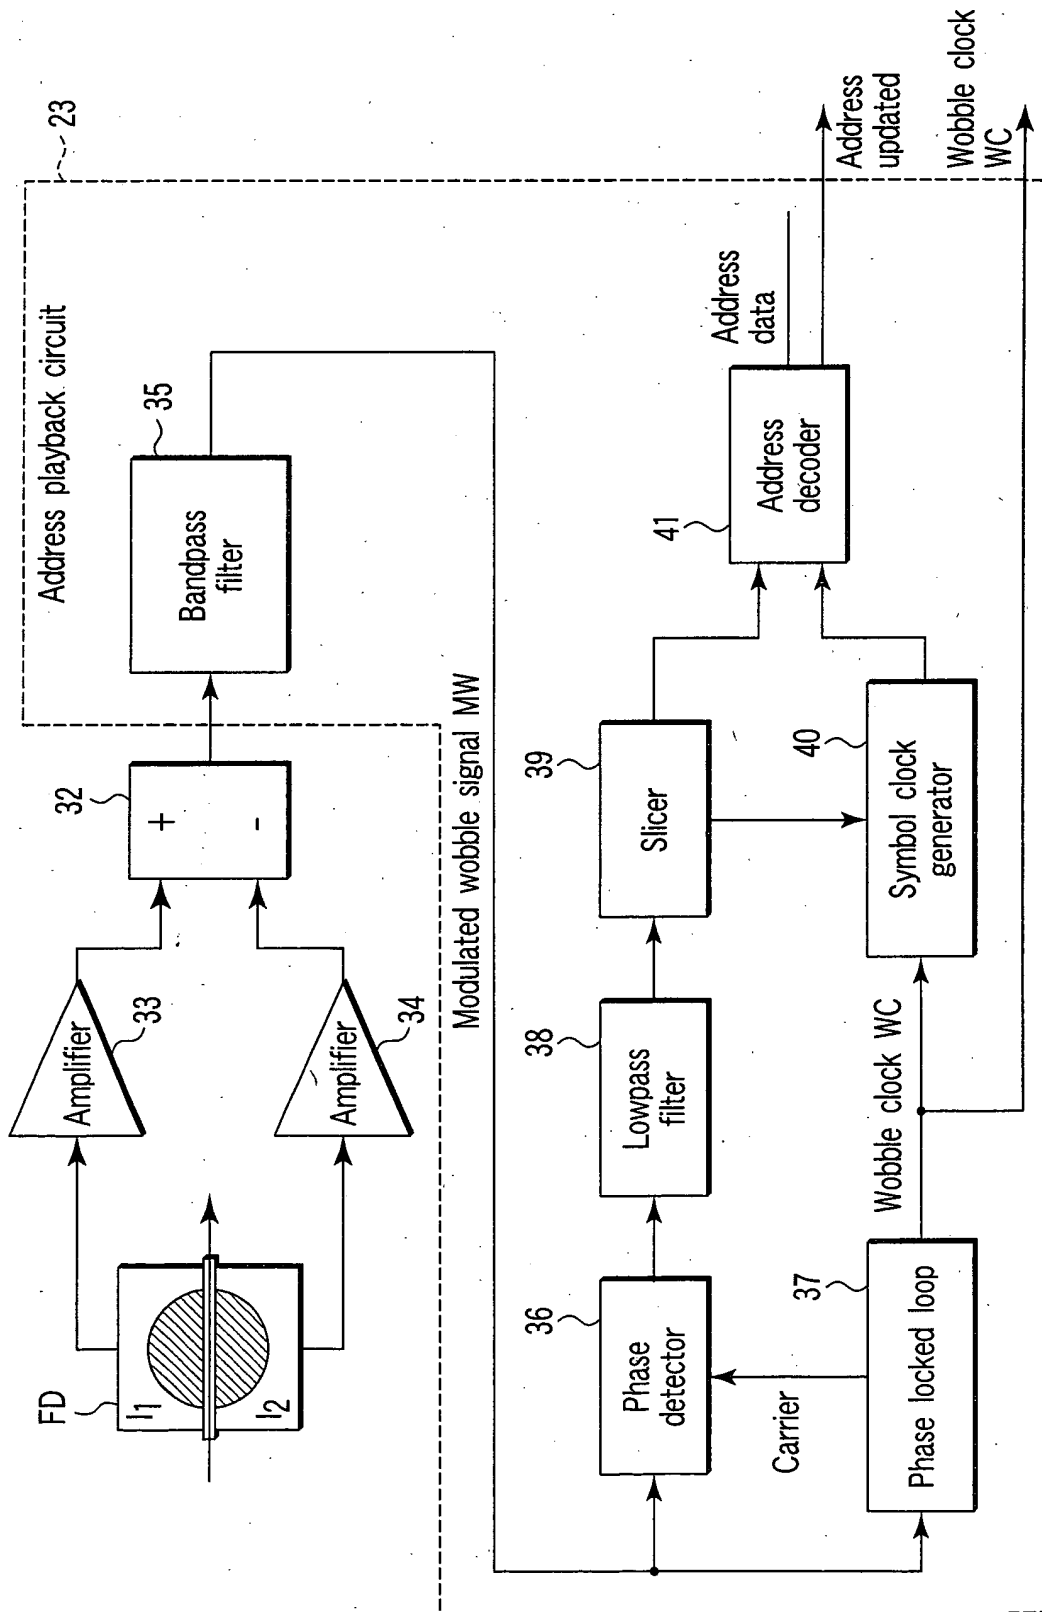 Address playback circuit
23
FD
I1
I2
Amplifier
33
Amplifier
34
32
+
-
Bandpass
filter
35
Modulated wobble signal MW
36
Phase
detector
38
Lowpass
filter
39
Slicer
41
Address
decoder
Address
data
Address
updated
Carrier
37
Phase locked loop
Wobble clock WC
40
Symbol clock
generator
Wobble clock
WC